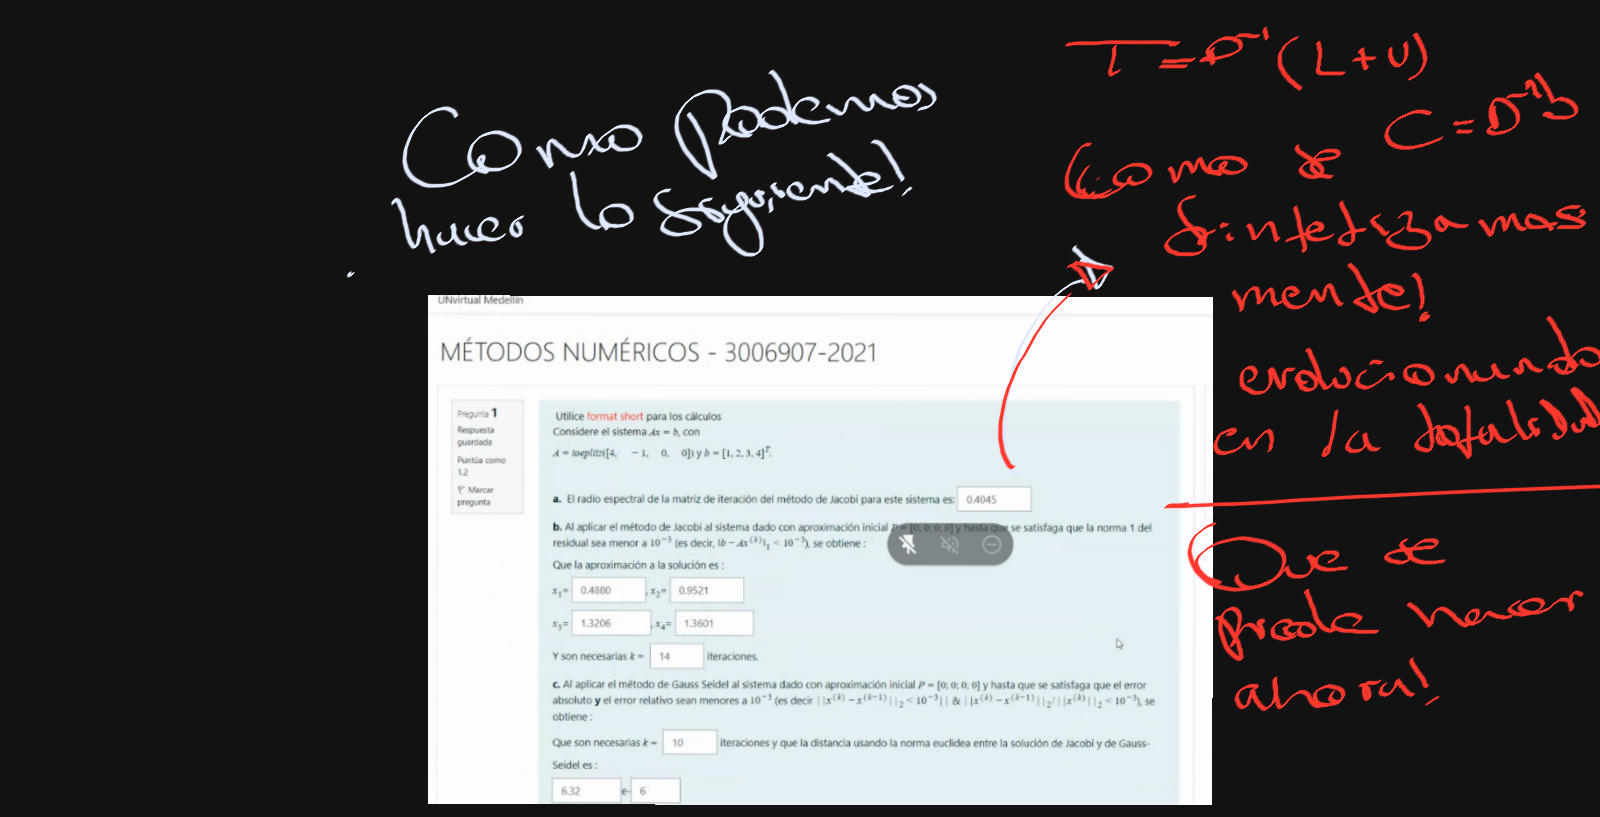 T = D⁻¹ (L + U)
C = D⁻¹b
Como podemos
hacer lo siguiente!
Como se
sintetizamos
mente!
evolucionando
en la totalidad
Que se
puede hacer
ahora!
UNvirtual Medellín
MÉTODOS NUMÉRICOS - 3006907-2021
Pregunta 1
Respuesta
guardada
Puntúa como
1.2
Marcar
pregunta
Utilice format short para los cálculos
Considere el sistema Ax = b, con
A = toeplitz([4, − 1, 0, 0]) y b = [1, 2, 3, 4]ᵀ.
a. El radio espectral de la matriz de iteración del método de Jacobi para este sistema es: 0.4045
b. Al aplicar el método de Jacobi al sistema dado con aproximación inicial P = [0; 0; 0; 0] y hasta que se satisfaga que la norma 1 del
residual sea menor a 10⁻³ (es decir, |b − Ax⁽ᵏ⁾|₁ < 10⁻³), se obtiene :
Que la aproximación a la solución es :
x₁= 0.4880 , x₂= 0.9521
x₃= 1.3206 , x₄= 1.3601
Y son necesarias k = 14 iteraciones.
c. Al aplicar el método de Gauss Seidel al sistema dado con aproximación inicial P = [0; 0; 0; 0] y hasta que se satisfaga que el error
absoluto y el error relativo sean menores a 10⁻³ (es decir ||x⁽ᵏ⁾ − x⁽ᵏ⁻¹⁾||₂ < 10⁻³|| & ||x⁽ᵏ⁾ − x⁽ᵏ⁻¹⁾||₂/||x⁽ᵏ⁾||₂ < 10⁻³), se
obtiene :
Que son necesarias k = 10 iteraciones y que la distancia usando la norma euclidea entre la solución de Jacobi y de Gauss-
Seidel es :
6.32 e- 6